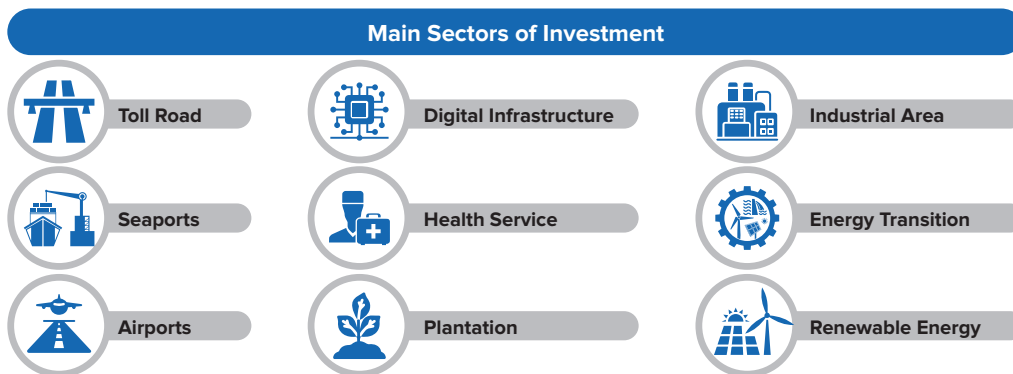 Main Sectors of Investment
Toll Road
Digital Infrastructure
Industrial Area
Seaports
Health Service
Energy Transition
Airports
Plantation
Renewable Energy